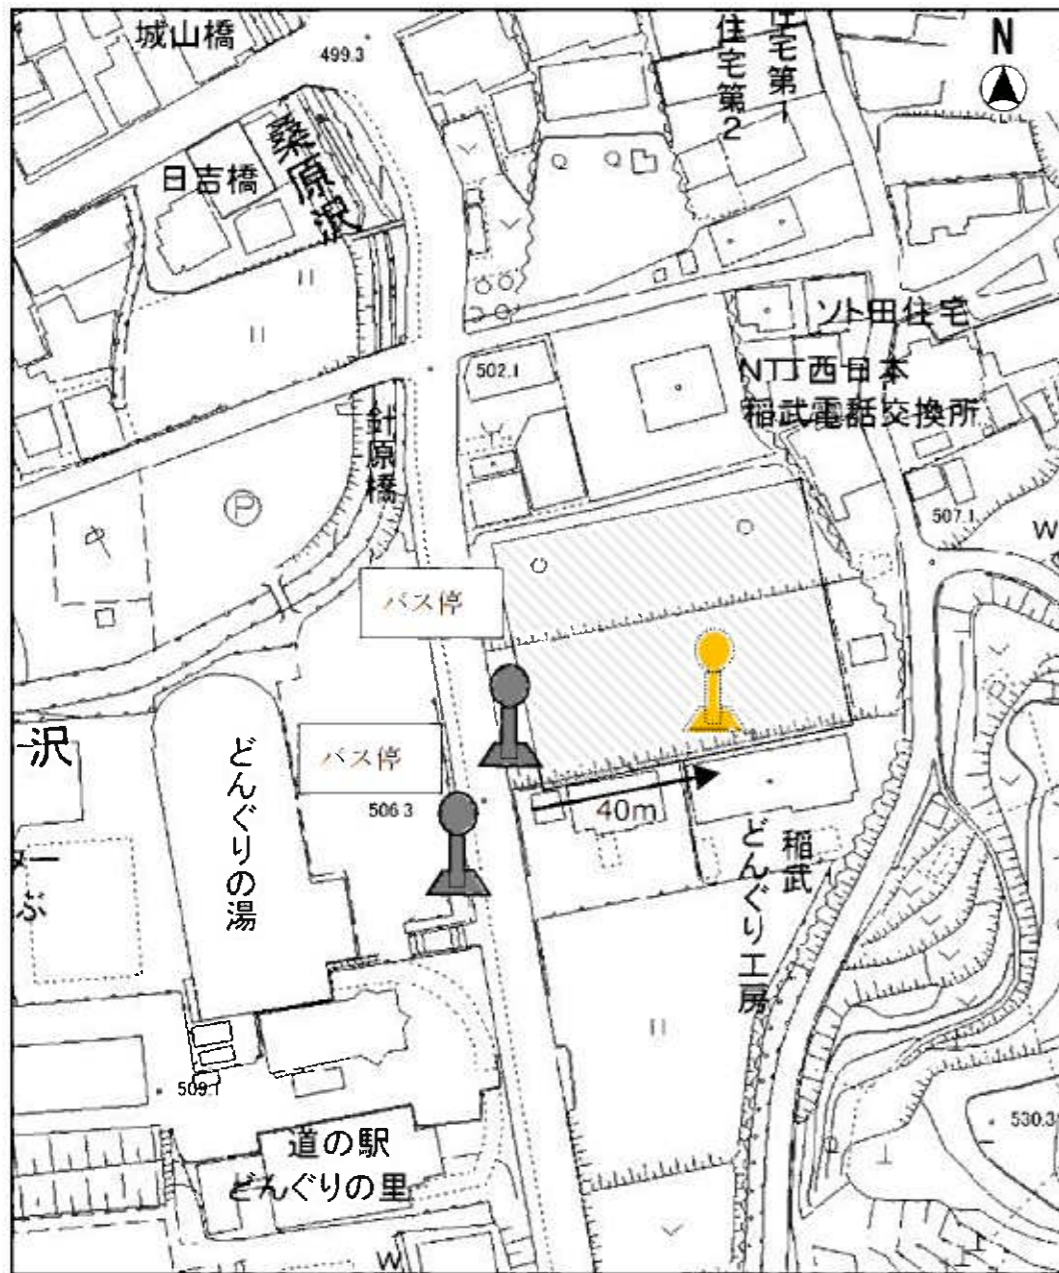 城山橋
499.3
住宅第2
住宅第1
N
桑原沢
日吉橋
ソト田住宅
502.1
NTT西日本
稲武電話交換所
針原橋
P
507.1
W
バス停
バス停
沢
506.3
40m
どんぐりの湯
稲武
どんぐり工房
ター
ぶ
509.1
530.3
道の駅
どんぐりの里
W